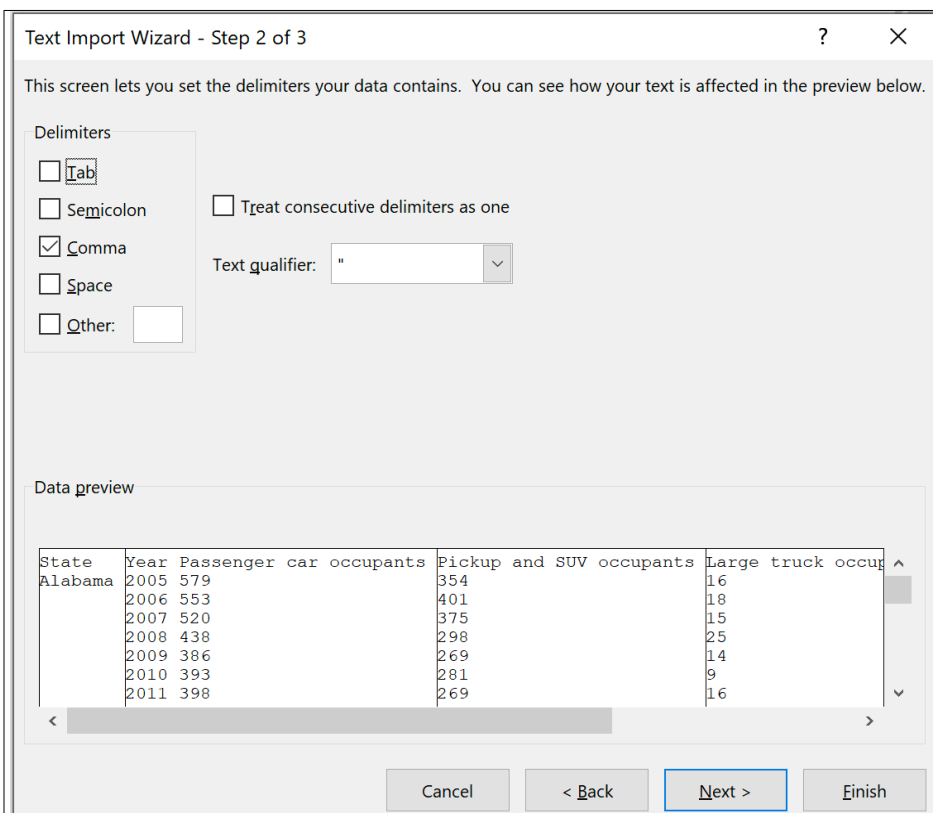 Text Import Wizard - Step 2 of 3 ?
This screen lets you set the delimiters your data contains. You can see how your text is affected in the preview below.
Delimiters
Tab
Semicolon
Comma
Space
Other:
Treat consecutive delimiters as one
Text qualifier: "
Data preview
State Year Passenger car occupants Pickup and SUV occupants Large truck occup
Alabama 2005 579 354 16
2006 553 401 18
2007 520 375 15
2008 438 298 25
2009 386 269 14
2010 393 281 9
2011 398 269 16
Cancel < Back Next > Finish